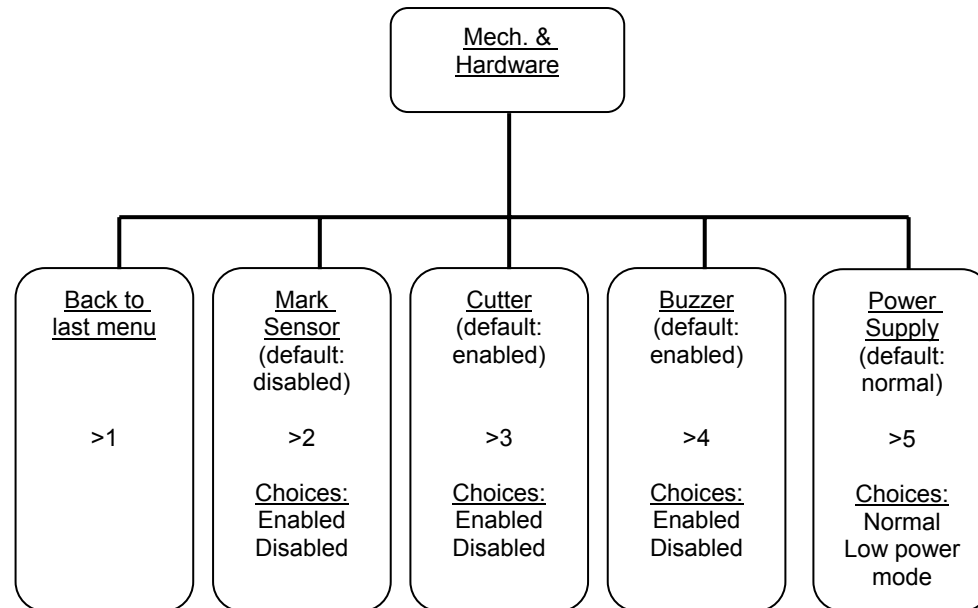 Mech. &
Hardware
Back to
last menu
>1
Mark
Sensor
(default:
disabled)
>2
Choices:
Enabled
Disabled
Cutter
(default:
enabled)
>3
Choices:
Enabled
Disabled
Buzzer
(default:
enabled)
>4
Choices:
Enabled
Disabled
Power
Supply
(default:
normal)
>5
Choices:
Normal
Low power
mode